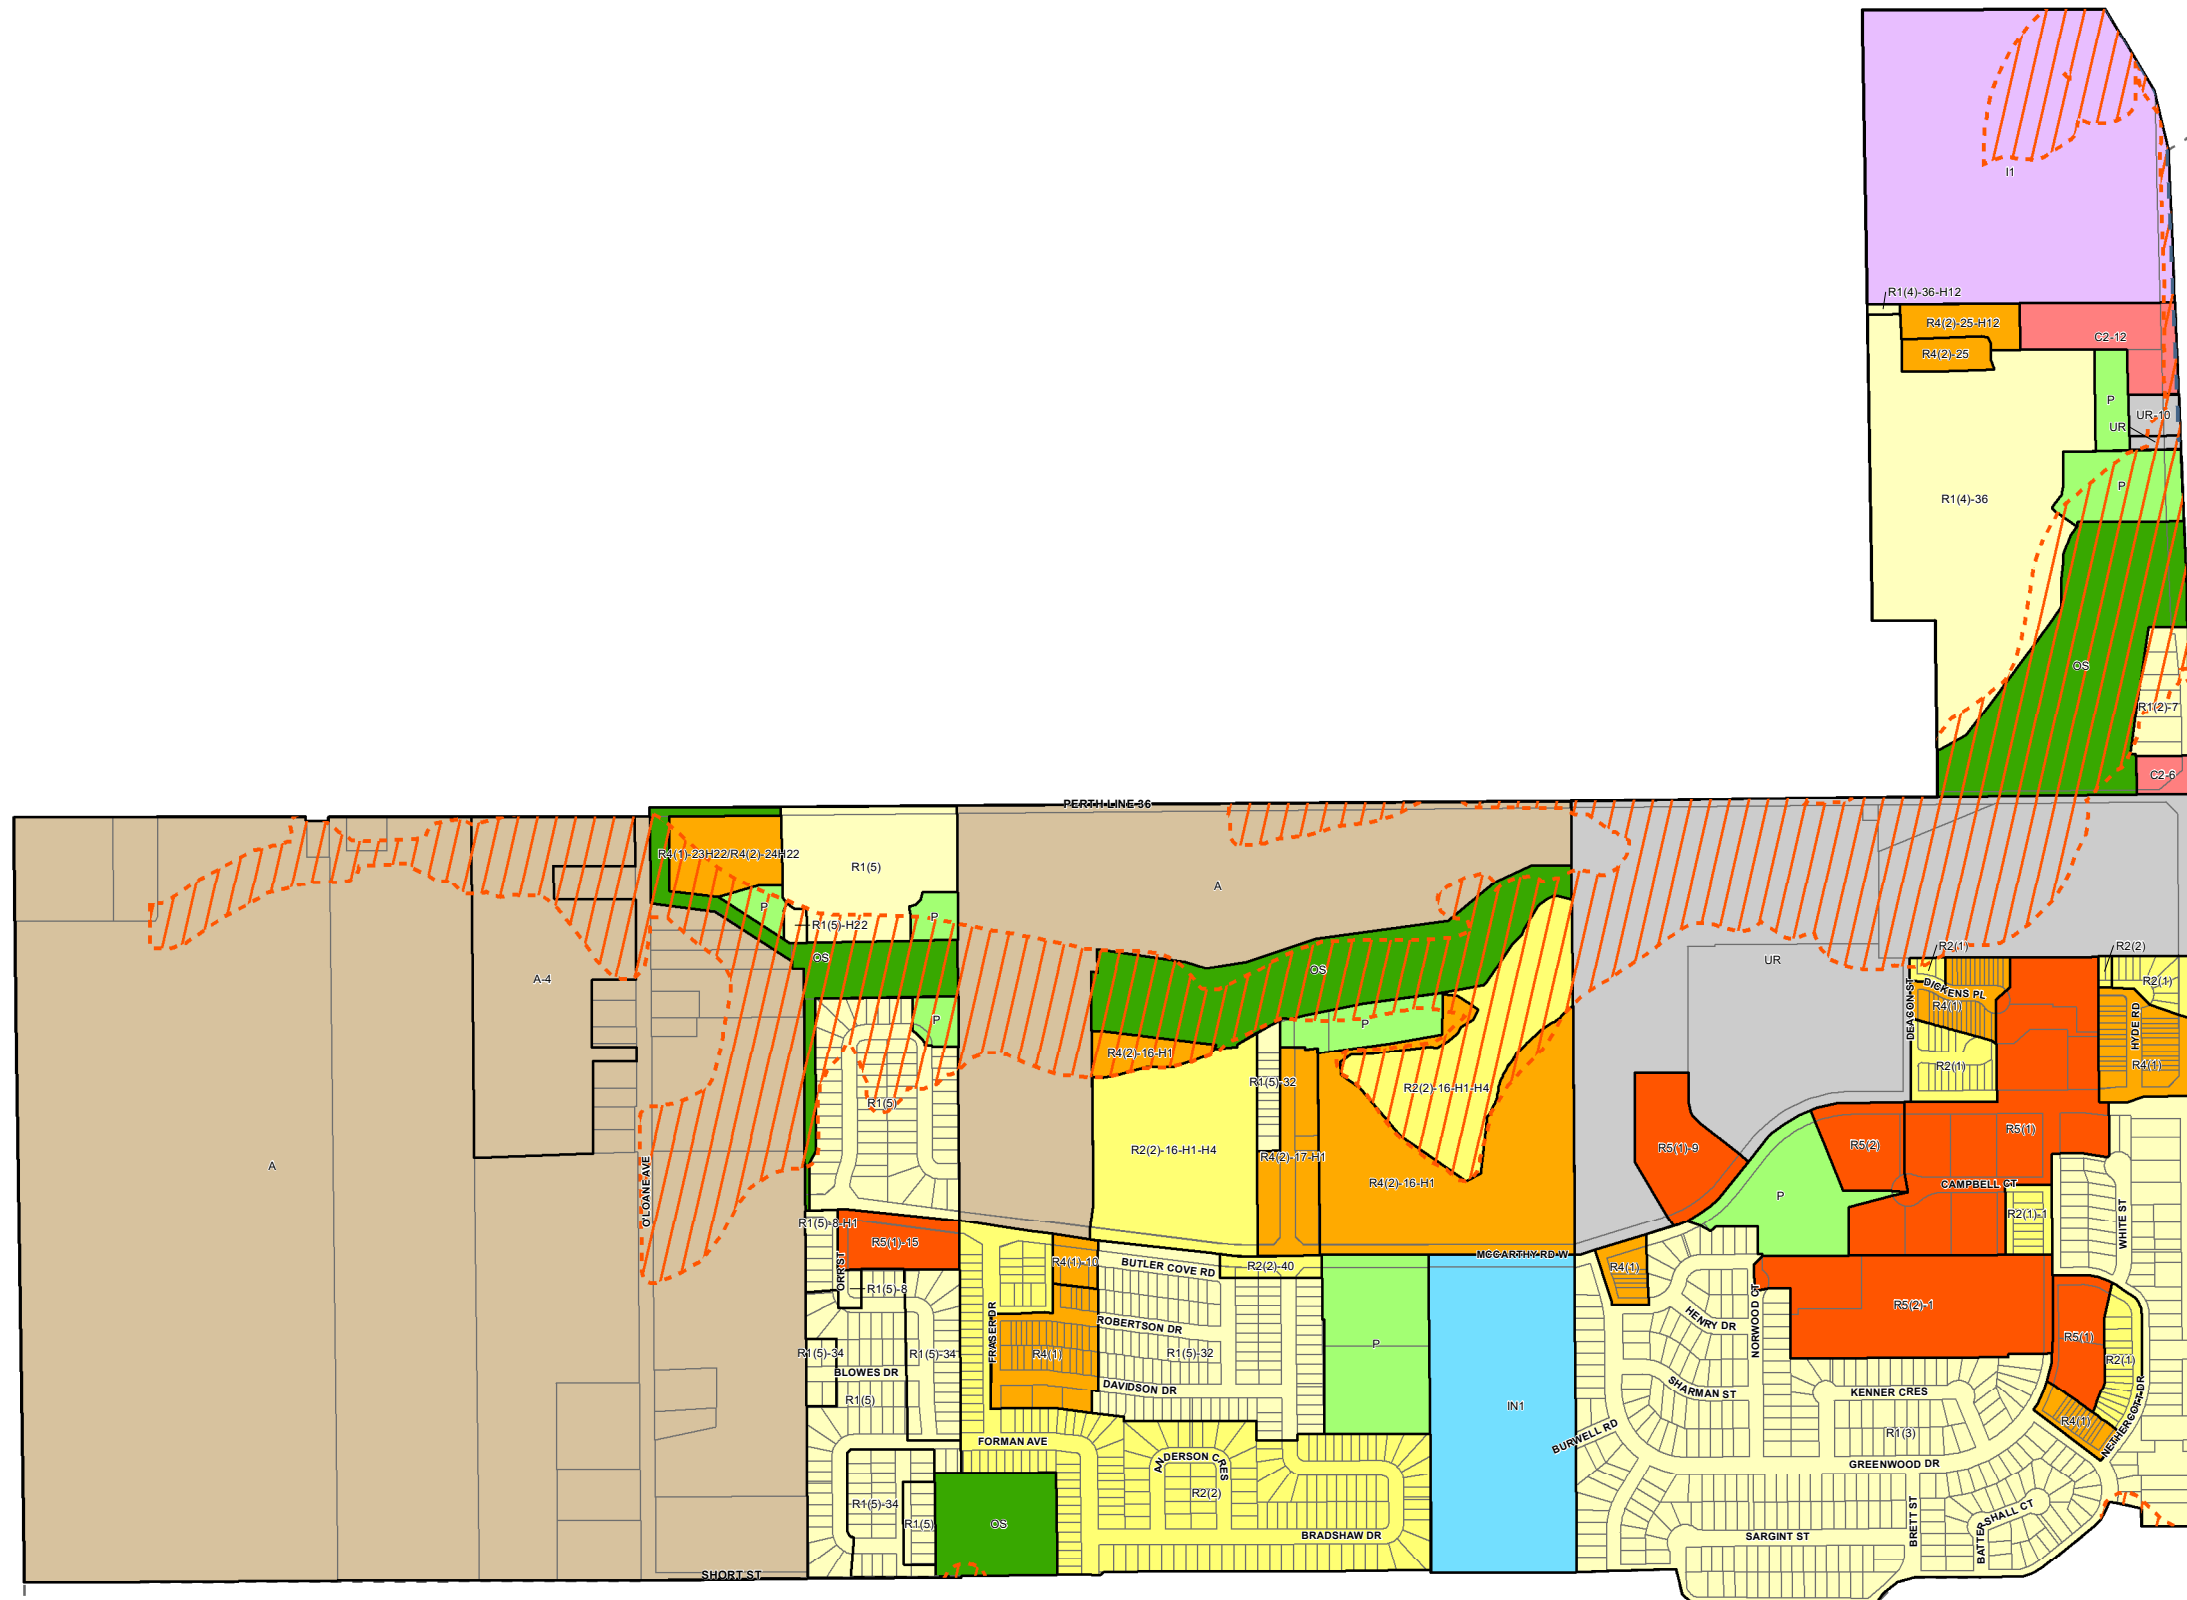 I1
R1(4)-36-H12
R4(2)-25-H12
C2-12
R4(2)-25
P
UR-10
UR
P
R1(4)-36
OS
R1(2)-7
C2-6
PERTH LINE 36
R4(1)-23H22/R4(2)-24H22
R1(5)
A
P
P
R1(5)-H22
OS
OS
UR
R2(1)
R2(2)
R2(1)
A-4
DICKENS PL
R4(1)
DEACON ST
HYDE RD
P
P
R4(2)-16-H1
R1(5)-32
R2(2)-16-H1-H4
R2(1)
R4(1)
R1(5)
R5(1)
R2(2)-16-H1-H4
R4(2)-17-H1
R5(1)-9
R5(2)
A
O'LOANE AVE
R4(2)-16-H1
CAMPBELL CT
P
R2(1)-1
WHITE ST
R1(5)-8-H1
R5(1)-15
MCCARTHY RD W
ORR ST
R4(1)-10
BUTLER COVE RD
R2(2)-40
R4(1)
R1(5)-8
R5(2)-1
FRASER DR
ROBERTSON DR
HENRY DR
NORWOOD CT
R5(1)
R1(5)-34
R1(5)-34
R4(1)
R1(5)-32
P
R2(1)
BLOWES DR
DAVIDSON DR
SHARMAN ST
KENNER CRES
R1(5)
IN1
R4(1)
NETHERCOTT DR
FORMAN AVE
BURWELL RD
R1(3)
ANDERSON CRES
GREENWOOD DR
R2(2)
R1(5)-34
R1(5)
OS
BRADSHAW DR
SARGINT ST
BRETT ST
BATTERSHALL CT
SHORT ST